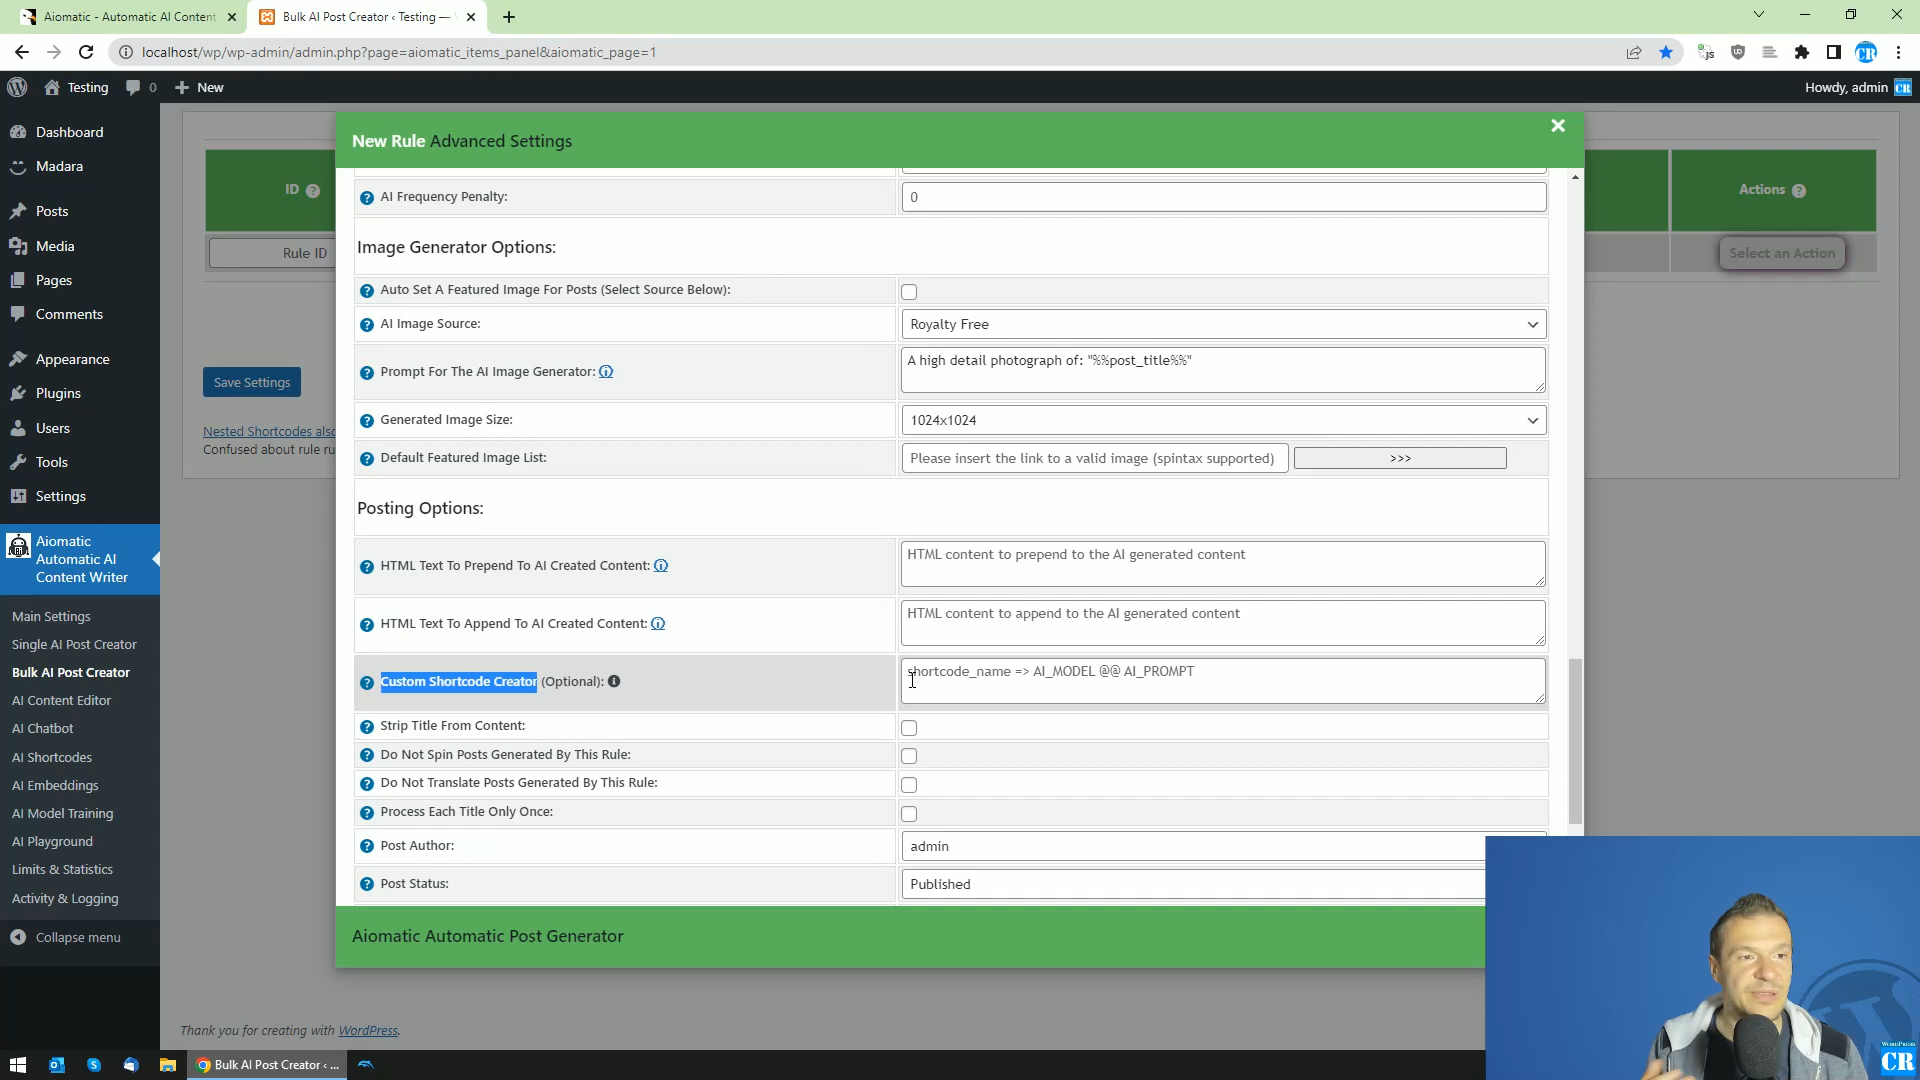 Aiomatic - Automatic AI Content
Bulk AI Post Creator ‹ Testing —
localhost/wp/wp-admin/admin.php?page=aiomatic_items_panel&aiomatic_page=1
Testing
0
New
Howdy, admin
Dashboard
Madara
Posts
Media
Pages
Comments
Appearance
Plugins
Users
Tools
Settings
Aiomatic
Automatic AI
Content Writer
Main Settings
Single AI Post Creator
Bulk AI Post Creator
AI Content Editor
AI Chatbot
AI Shortcodes
AI Embeddings
AI Model Training
AI Playground
Limits & Statistics
Activity & Logging
Collapse menu
ID
Rule ID
Save Settings
Nested Shortcodes also
Confused about rule ru
Actions
Select an Action
New Rule Advanced Settings
AI Frequency Penalty:
0
Image Generator Options:
Auto Set A Featured Image For Posts (Select Source Below):
AI Image Source:
Royalty Free
Prompt For The AI Image Generator:
A high detail photograph of: "%%post_title%%"
Generated Image Size:
1024x1024
Default Featured Image List:
Please insert the link to a valid image (spintax supported)
>>>
Posting Options:
HTML Text To Prepend To AI Created Content:
HTML content to prepend to the AI generated content
HTML Text To Append To AI Created Content:
HTML content to append to the AI generated content
Custom Shortcode Creator (Optional):
shortcode_name => AI_MODEL @@ AI_PROMPT
Strip Title From Content:
Do Not Spin Posts Generated By This Rule:
Do Not Translate Posts Generated By This Rule:
Process Each Title Only Once:
Post Author:
admin
Post Status:
Published
Aiomatic Automatic Post Generator
Thank you for creating with WordPress.
Bulk AI Post Creator ‹ ...
WORDPRESS
CR